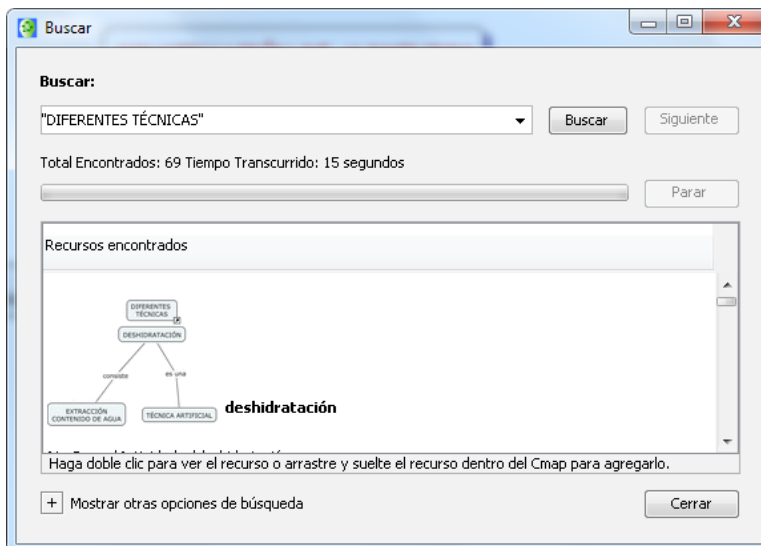 Buscar
Buscar:
"DIFERENTES TÉCNICAS"
Buscar
Siguiente
Total Encontrados: 69 Tiempo Transcurrido: 15 segundos
Parar
Recursos encontrados
DIFERENTES
TÉCNICAS
DESHIDRATACIÓN
consiste
es una
EXTRACCIÓN
CONTENIDO DE AGUA
TÉCNICA ARTIFICIAL
deshidratación
Haga doble clic para ver el recurso o arrastre y suelte el recurso dentro del Cmap para agregarlo.
+ Mostrar otras opciones de búsqueda
Cerrar